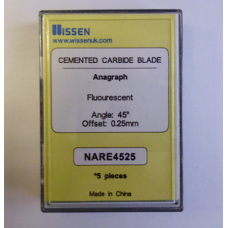 WISSEN
www.wissenuk.com
CEMENTED CARBIDE BLADE
Anagraph
Fluourescent
Angle: 45°
Offset: 0.25mm
NARE4525
*5 pieces
Made in China